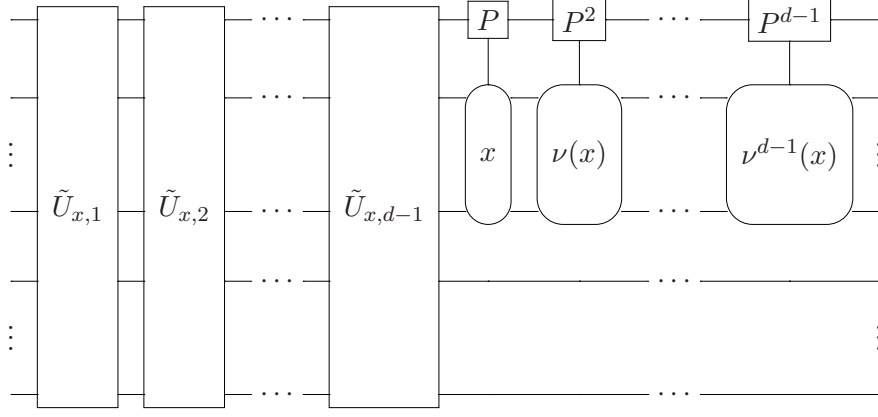 ⋯ P P^2 ⋯ P^{d−1}
⋯ ⋯
⋮ x ν(x) ν^{d−1}(x) ⋮
Ũ_{x,1} Ũ_{x,2} ⋯ Ũ_{x,d−1} ⋯
⋯ ⋯
⋮ ⋮
⋯ ⋯